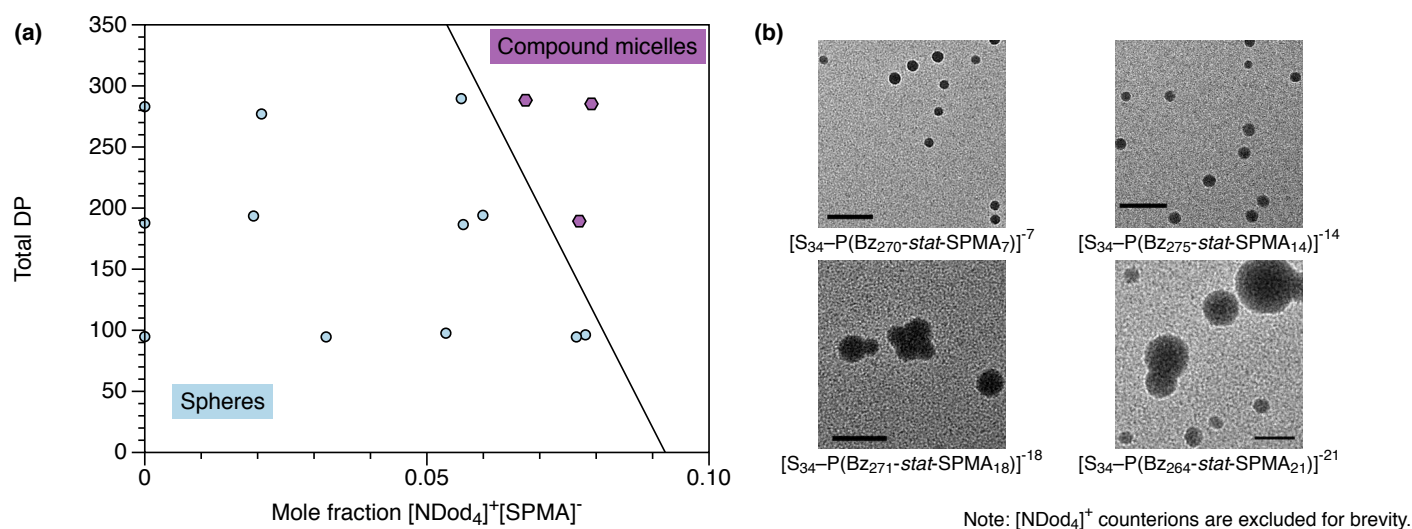 (a)
350
300
250
200
150
100
50
0
Total DP
Compound micelles
Spheres
0
0.05
0.10
Mole fraction [NDod₄]⁺[SPMA]⁻
(b)
[S₃₄–P(Bz₂₇₀-stat-SPMA₇)]⁻⁷
[S₃₄–P(Bz₂₇₅-stat-SPMA₁₄)]⁻¹⁴
[S₃₄–P(Bz₂₇₁-stat-SPMA₁₈)]⁻¹⁸
[S₃₄–P(Bz₂₆₄-stat-SPMA₂₁)]⁻²¹
Note: [NDod₄]⁺ counterions are excluded for brevity.